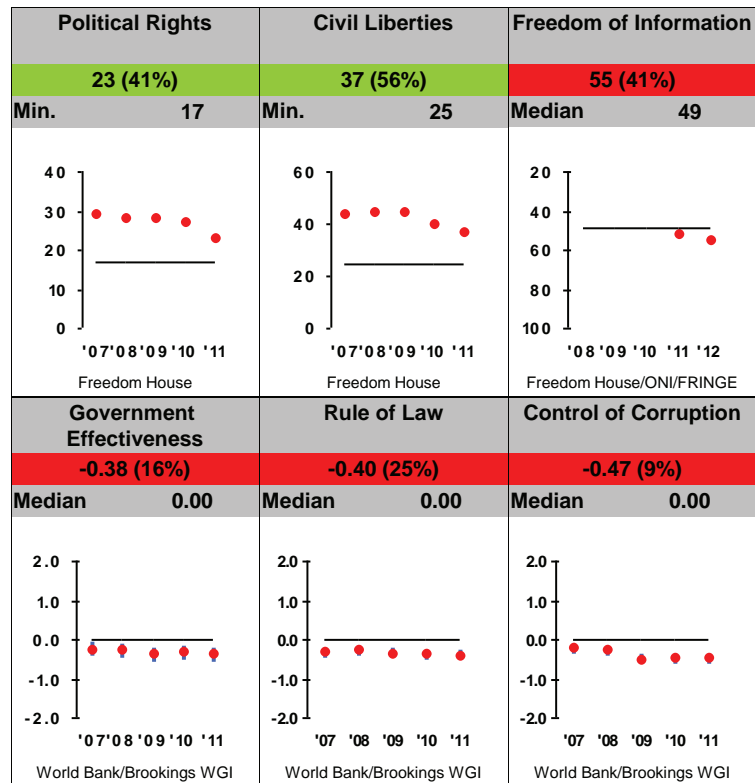 Political Rights
23 (41%)
Min. 17
40
30
20
10
0
'07 '08 '09 '10 '11
Freedom House
Civil Liberties
37 (56%)
Min. 25
60
40
20
0
'07 '08 '09 '10 '11
Freedom House
Freedom of Information
55 (41%)
Median 49
20
40
60
80
100
'08 '09 '10 '11 '12
Freedom House/ONI/FRINGE
Government
Effectiveness
-0.38 (16%)
Median 0.00
2.0
1.0
0.0
-1.0
-2.0
'07 '08 '09 '10 '11
World Bank/Brookings WGI
Rule of Law
-0.40 (25%)
Median 0.00
2.0
1.0
0.0
-1.0
-2.0
'07 '08 '09 '10 '11
World Bank/Brookings WGI
Control of Corruption
-0.47 (9%)
Median 0.00
2.0
1.0
0.0
-1.0
-2.0
'07 '08 '09 '10 '11
World Bank/Brookings WGI